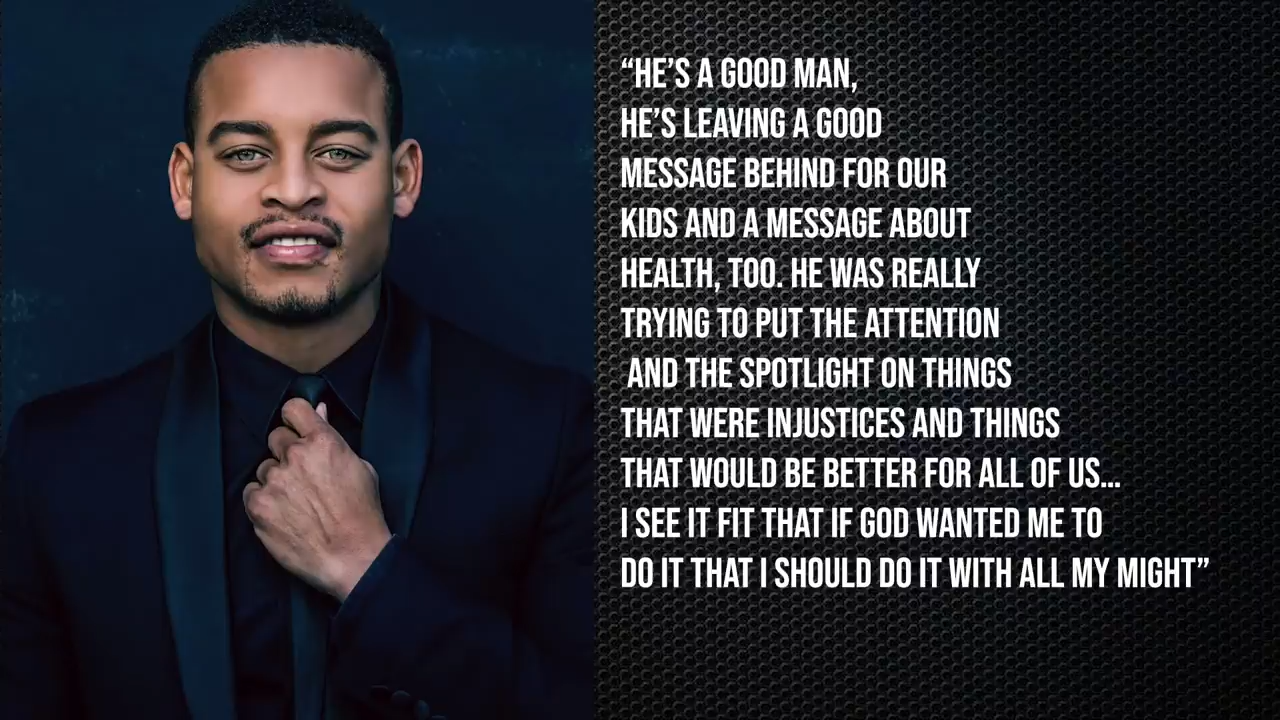 “HE’S A GOOD MAN,
HE’S LEAVING A GOOD
MESSAGE BEHIND FOR OUR
KIDS AND A MESSAGE ABOUT
HEALTH, TOO. HE WAS REALLY
TRYING TO PUT THE ATTENTION
AND THE SPOTLIGHT ON THINGS
THAT WERE INJUSTICES AND THINGS
THAT WOULD BE BETTER FOR ALL OF US...
I SEE IT FIT THAT IF GOD WANTED ME TO
DO IT THAT I SHOULD DO IT WITH ALL MY MIGHT”